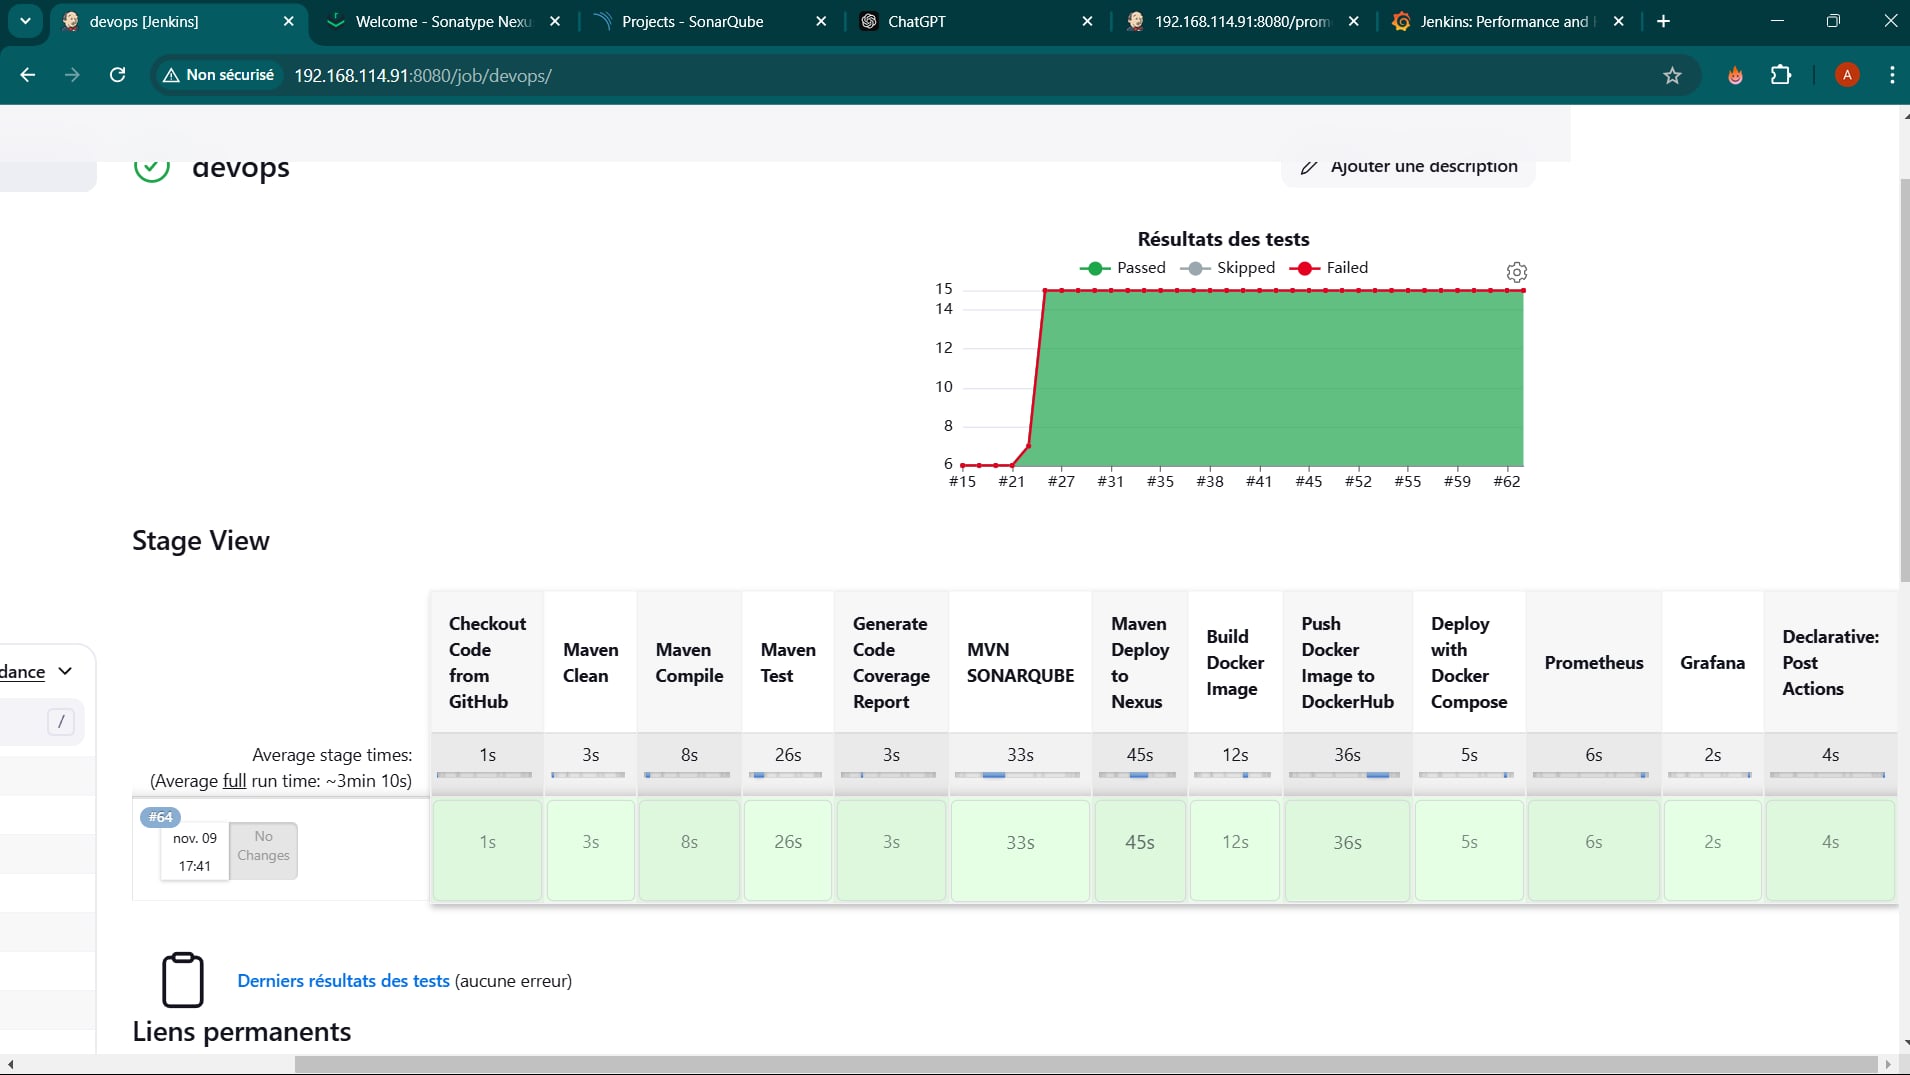 devops [Jenkins]
Welcome - Sonatype Nexu
Projects - SonarQube
ChatGPT
192.168.114.91:8080/prom
Jenkins: Performance and
Non sécurisé
192.168.114.91:8080/job/devops/
A
devops
Ajouter une description
Résultats des tests
Passed
Skipped
Failed
15
14
12
10
8
6
#15 #21 #27 #31 #35 #38 #41 #45 #52 #55 #59 #62
Stage View
dance
/
Checkout Code from GitHub
Maven Clean
Maven Compile
Maven Test
Generate Code Coverage Report
MVN SONARQUBE
Maven Deploy to Nexus
Build Docker Image
Push Docker Image to DockerHub
Deploy with Docker Compose
Prometheus
Grafana
Declarative: Post Actions
Average stage times:
(Average full run time: ~3min 10s)
1s 3s 8s 26s 3s 33s 45s 12s 36s 5s 6s 2s 4s
#64
nov. 09
17:41
No Changes
1s 3s 8s 26s 3s 33s 45s 12s 36s 5s 6s 2s 4s
Derniers résultats des tests (aucune erreur)
Liens permanents